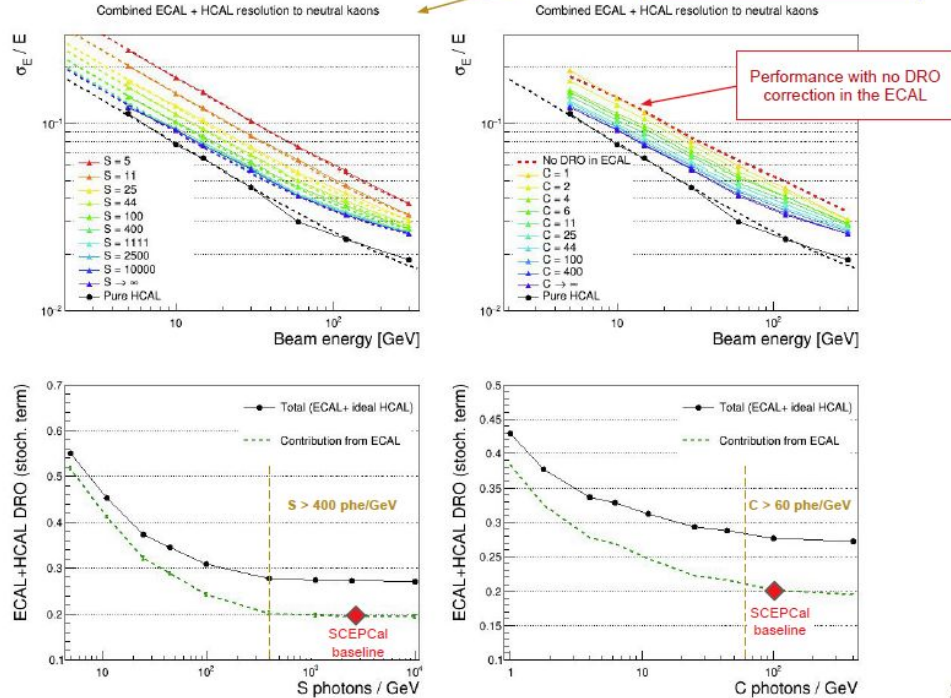 Combined ECAL + HCAL resolution to neutral kaons
σ_E / E
10⁻¹
10⁻²
S = 5
S = 11
S = 25
S = 44
S = 100
S = 400
S = 1111
S = 2500
S = 10000
S → ∞
Pure HCAL
10
10²
Beam energy [GeV]
Combined ECAL + HCAL resolution to neutral kaons
σ_E / E
10⁻¹
10⁻²
Performance with no DRO
correction in the ECAL
No DRO in ECAL
C = 1
C = 2
C = 4
C = 6
C = 11
C = 25
C = 44
C = 100
C = 400
C → ∞
Pure HCAL
10
10²
Beam energy [GeV]
ECAL+HCAL DRO (stoch. term)
0.7
0.6
0.5
0.4
0.3
0.2
0.1
Total (ECAL+ ideal HCAL)
Contribution from ECAL
S > 400 phe/GeV
SCEPCal
baseline
10
10²
10³
10⁴
S photons / GeV
ECAL+HCAL DRO (stoch. term)
0.5
0.45
0.4
0.35
0.3
0.25
0.2
0.15
0.1
Total (ECAL+ ideal HCAL)
Contribution from ECAL
C > 60 phe/GeV
SCEPCal
baseline
1
10
10²
C photons / GeV